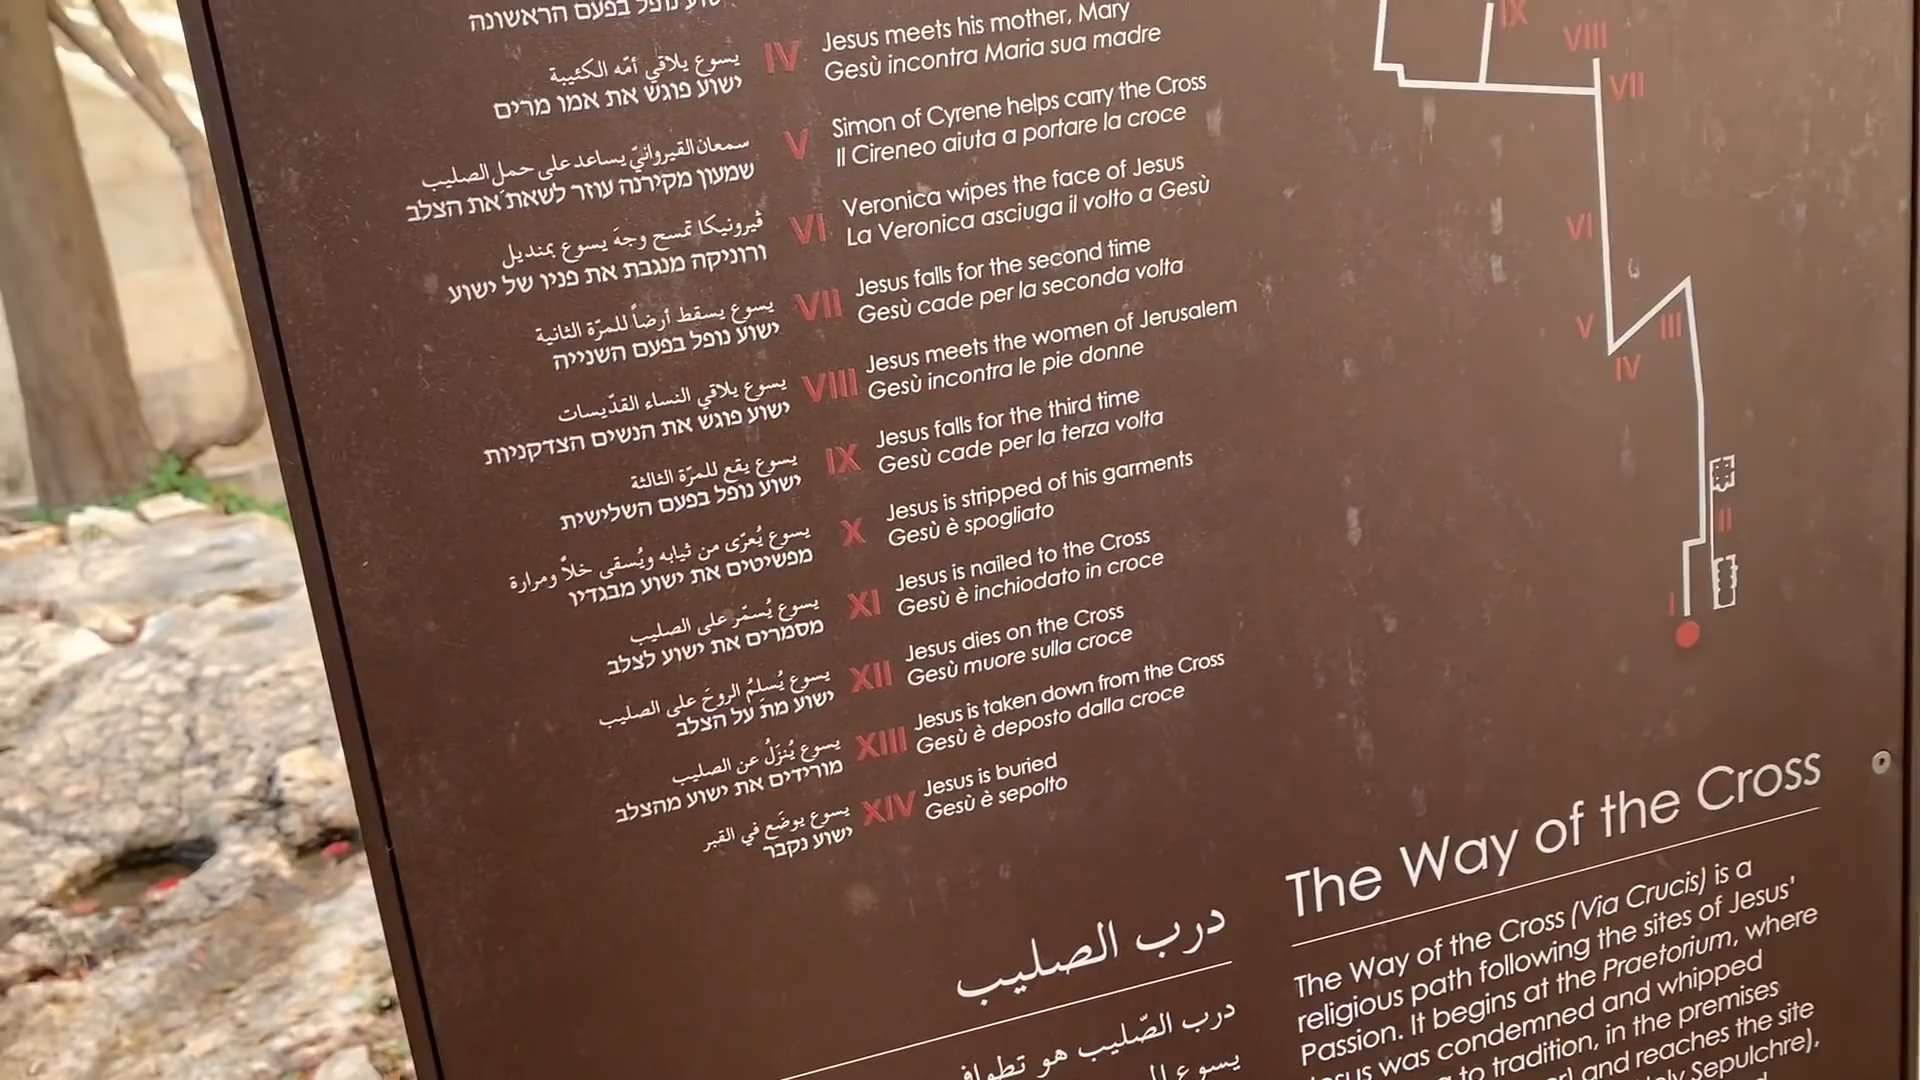 ישוע נופל בפעם הראשונה
يسوع يلاقي أمّه الكئيبة
ישוע פוגש את אמו מרים
IV
Jesus meets his mother, Mary
Gesù incontra Maria sua madre
سمعان القيروانيّ يساعد على حمل الصليب
שמעון מקירנה עוזר לשאת את הצלב
V
Simon of Cyrene helps carry the Cross
Il Cireneo aiuta a portare la croce
ڤيرونيكا تمسح وجهَ يسوع بمنديل
ורוניקה מנגבת את פניו של ישוע
VI
Veronica wipes the face of Jesus
La Veronica asciuga il volto a Gesù
يسوع يسقط أرضاً للمرّة الثانية
ישוע נופל בפעם השנייה
VII
Jesus falls for the second time
Gesù cade per la seconda volta
يسوع يلاقي النساء القدّيسات
ישוע פוגש את הנשים הצדקניות
VIII
Jesus meets the women of Jerusalem
Gesù incontra le pie donne
يسوع يقع للمرّة الثالثة
ישוע נופל בפעם השלישית
IX
Jesus falls for the third time
Gesù cade per la terza volta
يسوع يُعرّى من ثيابه ويُسقى خلاًّ ومرارة
מפשיטים את ישוע מבגדיו
X
Jesus is stripped of his garments
Gesù è spogliato
يسوع يُسمّر على الصليب
מסמרים את ישוע לצלב
XI
Jesus is nailed to the Cross
Gesù è inchiodato in croce
يسوع يُسلمُ الروحَ على الصليب
ישוע מת על הצלב
XII
Jesus dies on the Cross
Gesù muore sulla croce
يسوع يُنزَلُ عن الصليب
מורידים את ישוע מהצלב
XIII
Jesus is taken down from the Cross
Gesù è deposto dalla croce
يسوع يوضَع في القبر
ישוע נקבר
XIV
Jesus is buried
Gesù è sepolto
IX
VIII
VII
VI
V
III
IV
II
I
درب الصليب
درب الصّليب هو تطواف
يسوع
The Way of the Cross
The Way of the Cross (Via Crucis) is a
religious path following the sites of Jesus'
Passion. It begins at the Praetorium, where
Jesus was condemned and whipped
to tradition, in the premises
and reaches the site
Sepulchre),